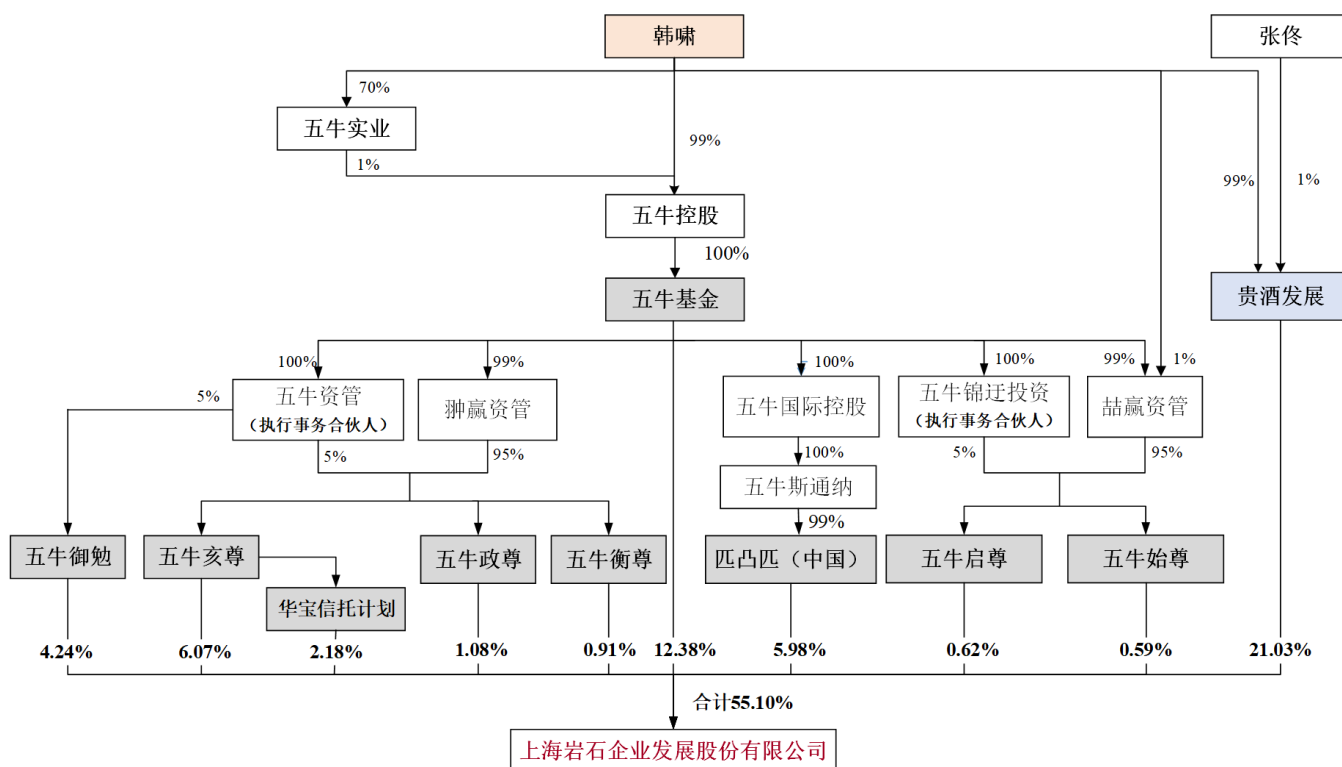 韩啸
张佟
70%
五牛实业
1%
99%
99%
1%
五牛控股
100%
五牛基金
贵酒发展
100%
99%
100%
100%
99%
1%
5%
五牛资管
（执行事务合伙人）
翀赢资管
五牛国际控股
五牛锦迂投资
（执行事务合伙人）
喆赢资管
5%
95%
100%
5%
95%
五牛斯通纳
99%
五牛御勉
五牛亥尊
五牛政尊
五牛衡尊
匹凸匹（中国）
五牛启尊
五牛始尊
华宝信托计划
4.24%
6.07%
2.18%
1.08%
0.91%
12.38%
5.98%
0.62%
0.59%
21.03%
合计55.10%
上海岩石企业发展股份有限公司